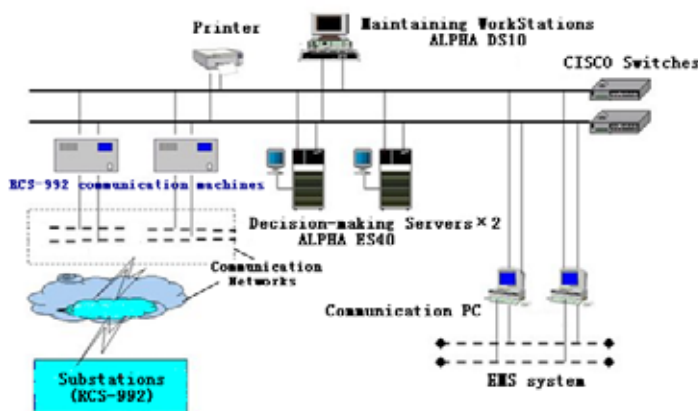 Printer
Maintaining WorkStations
ALPHA DS10
CISCO Switches
RCS-992 communication machines
Decision-making Servers×2
ALPHA ES40
Communication
Networks
Communication PC
Substations
(RCS-992)
EMS system